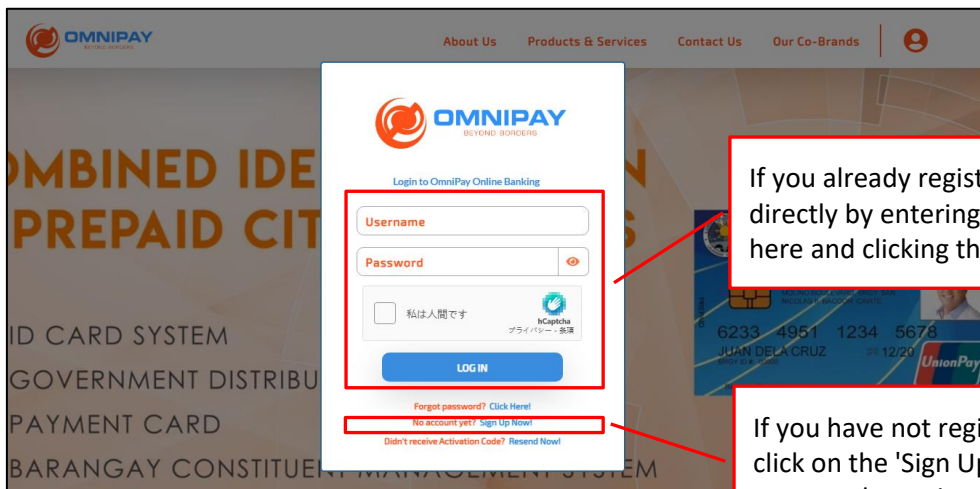 OMNIPAY
BEYOND BORDERS
About Us
Products & Services
Contact Us
Our Co-Brands
OMNIPAY
BEYOND BORDERS
Login to OmniPay Online Banking
Username
Password
私は人間です
hCaptcha
プライバシー - 条項
LOG IN
Forgot password? Click Here!
No account yet? Sign Up Now!
Didn't receive Activation Code? Resend Now!
OMBINED IDE
N
PREPAID CIT
S
ID CARD SYSTEM
GOVERNMENT DISTRIBU
PAYMENT CARD
BARANGAY CONSTITUENT MANAGEMENT SYSTEM
If you already regist
directly by entering
here and clicking th
PREPAID
6233 4951 1234 5678
JUAN DELA CRUZ
12/20
UnionPay
If you have not regi
click on the 'Sign Up